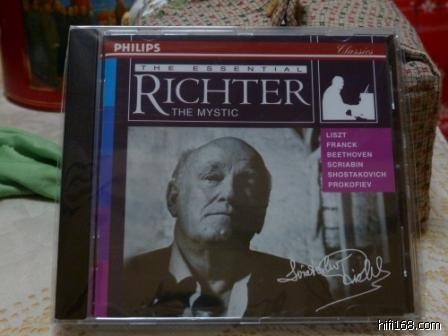 PHILIPS
Classics
THE ESSENTIAL
RICHTER
THE MYSTIC
LISZT
FRANCK
BEETHOVEN
SCRIABIN
SHOSTAKOVICH
PROKOFIEV
hifi168.com